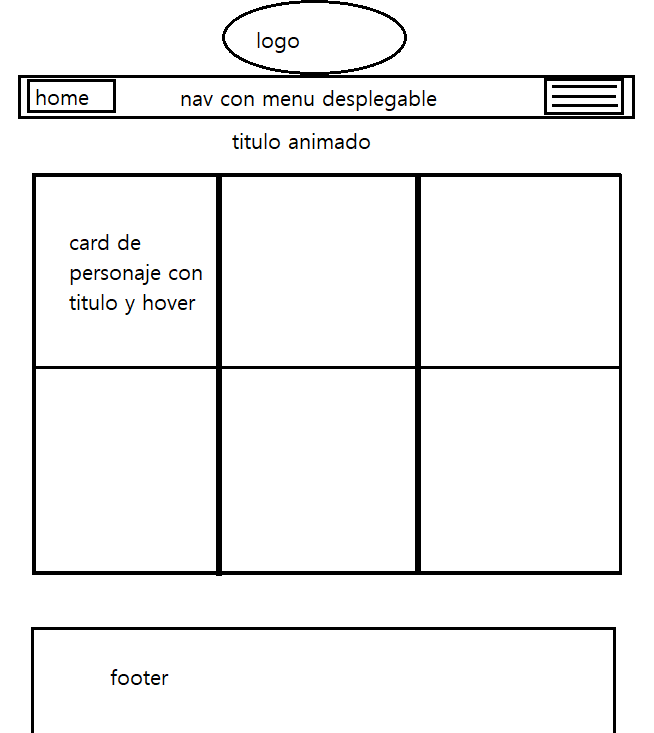 logo
home
nav con menu desplegable
titulo animado
card de
personaje con
titulo y hover
footer